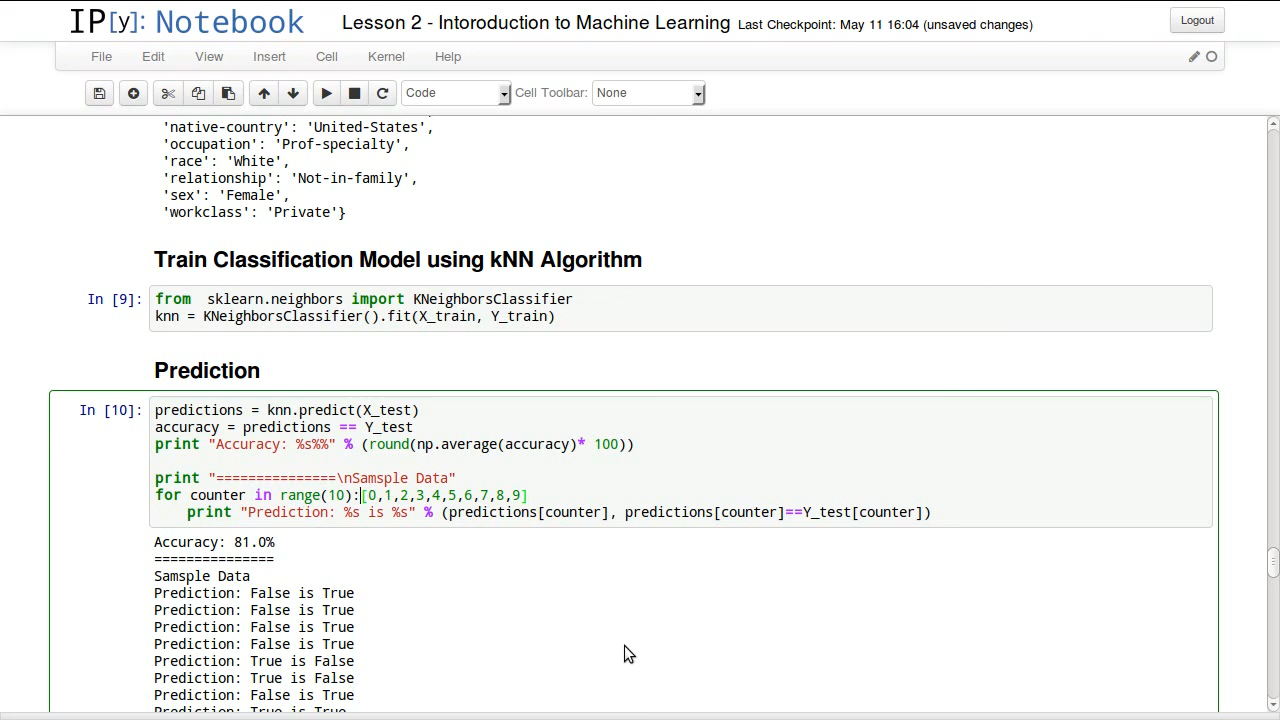 IP[y]: Notebook Lesson 2 - Intoroduction to Machine Learning Last Checkpoint: May 11 16:04 (unsaved changes) Logout
File Edit View Insert Cell Kernel Help
Code Cell Toolbar: None
'native-country': 'United-States',
'occupation': 'Prof-specialty',
'race': 'White',
'relationship': 'Not-in-family',
'sex': 'Female',
'workclass': 'Private'}
Train Classification Model using kNN Algorithm
In [9]: from  sklearn.neighbors import KNeighborsClassifier
knn = KNeighborsClassifier().fit(X_train, Y_train)
Prediction
In [10]: predictions = knn.predict(X_test)
accuracy = predictions == Y_test
print "Accuracy: %s%%" % (round(np.average(accuracy)* 100))
print "===============\nSamsple Data"
for counter in range(10):[0,1,2,3,4,5,6,7,8,9]
    print "Prediction: %s is %s" % (predictions[counter], predictions[counter]==Y_test[counter])
Accuracy: 81.0%
===============
Samsple Data
Prediction: False is True
Prediction: False is True
Prediction: False is True
Prediction: False is True
Prediction: True is False
Prediction: True is False
Prediction: False is True
Prediction: True is True